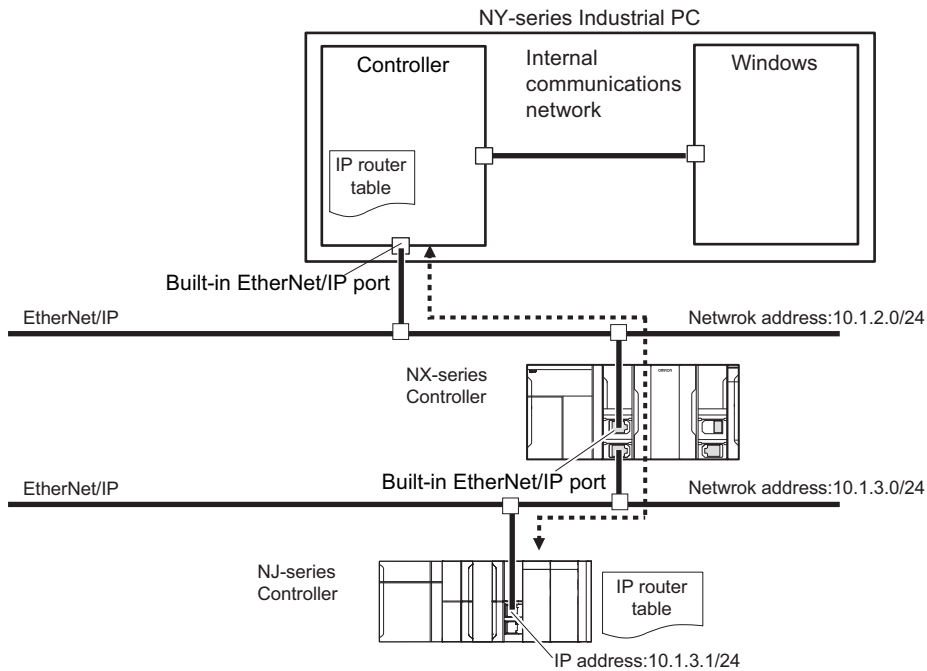 NY-series Industrial PC
Controller
Internal
communications
network
Windows
IP router
table
Built-in EtherNet/IP port
EtherNet/IP
Netwrok address:10.1.2.0/24
NX-series
Controller
OMRON
Built-in EtherNet/IP port
EtherNet/IP
Netwrok address:10.1.3.0/24
NJ-series
Controller
IP router
table
IP address:10.1.3.1/24